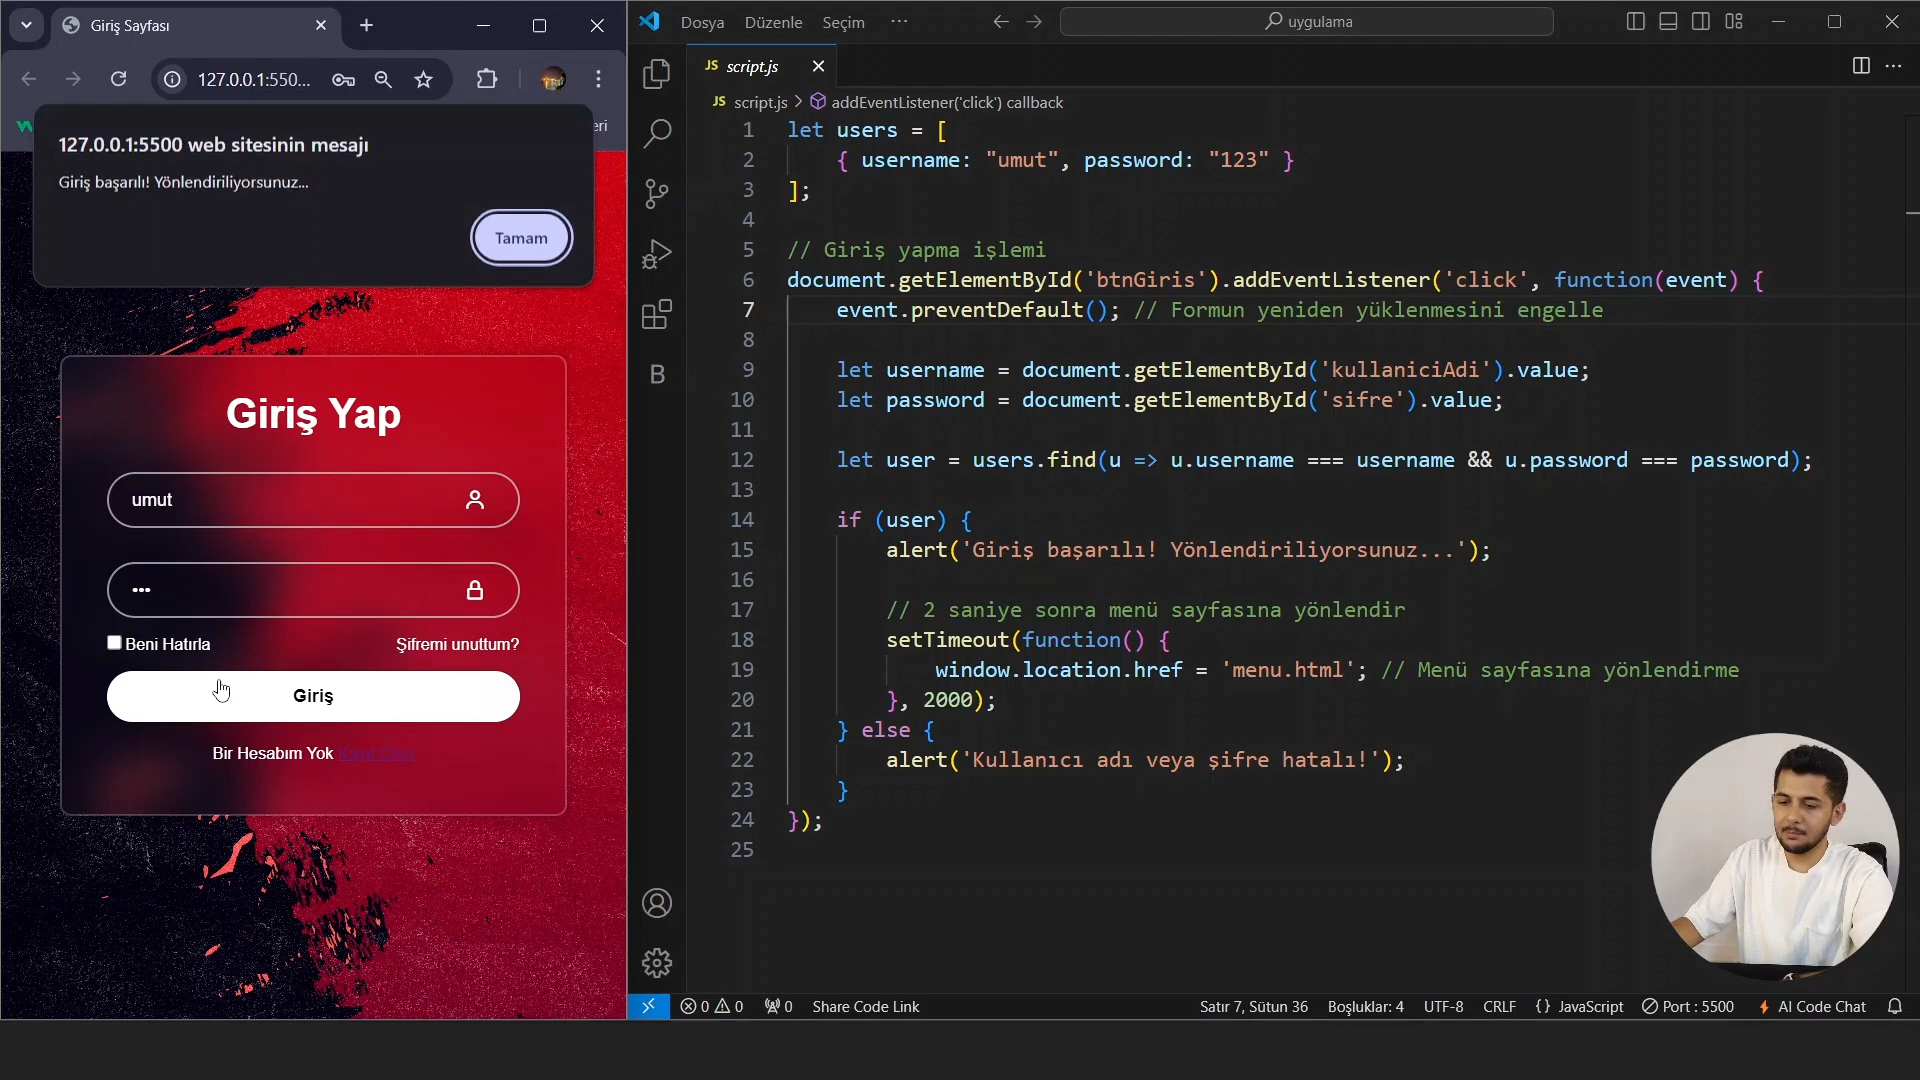 Giriş Sayfası
127.0.0.1:550...
eri
127.0.0.1:5500 web sitesinin mesajı
Giriş başarılı! Yönlendiriliyorsunuz...
Tamam
Giriş Yap
umut
•••
Beni Hatırla
Şifremi unuttum?
Giriş
Bir Hesabım Yok
Dosya Düzenle Seçim ···
uygulama
JS script.js
JS script.js > addEventListener('click') callback
1 let users = [
2 { username: "umut", password: "123" }
3 ];
4
5 // Giriş yapma işlemi
6 document.getElementById('btnGiris').addEventListener('click', function(event) {
7 event.preventDefault(); // Formun yeniden yüklenmesini engelle
8
9 let username = document.getElementById('kullaniciAdi').value;
10 let password = document.getElementById('sifre').value;
11
12 let user = users.find(u => u.username === username && u.password === password);
13
14 if (user) {
15 alert('Giriş başarılı! Yönlendiriliyorsunuz...');
16
17 // 2 saniye sonra menü sayfasına yönlendir
18 setTimeout(function() {
19 window.location.href = 'menu.html'; // Menü sayfasına yönlendirme
20 }, 2000);
21 } else {
22 alert('Kullanıcı adı veya şifre hatalı!');
23 }
24 });
25
B
0 0 0 Share Code Link
Satır 7, Sütun 36 Boşluklar: 4 UTF-8 CRLF {} JavaScript Port : 5500 AI Code Chat